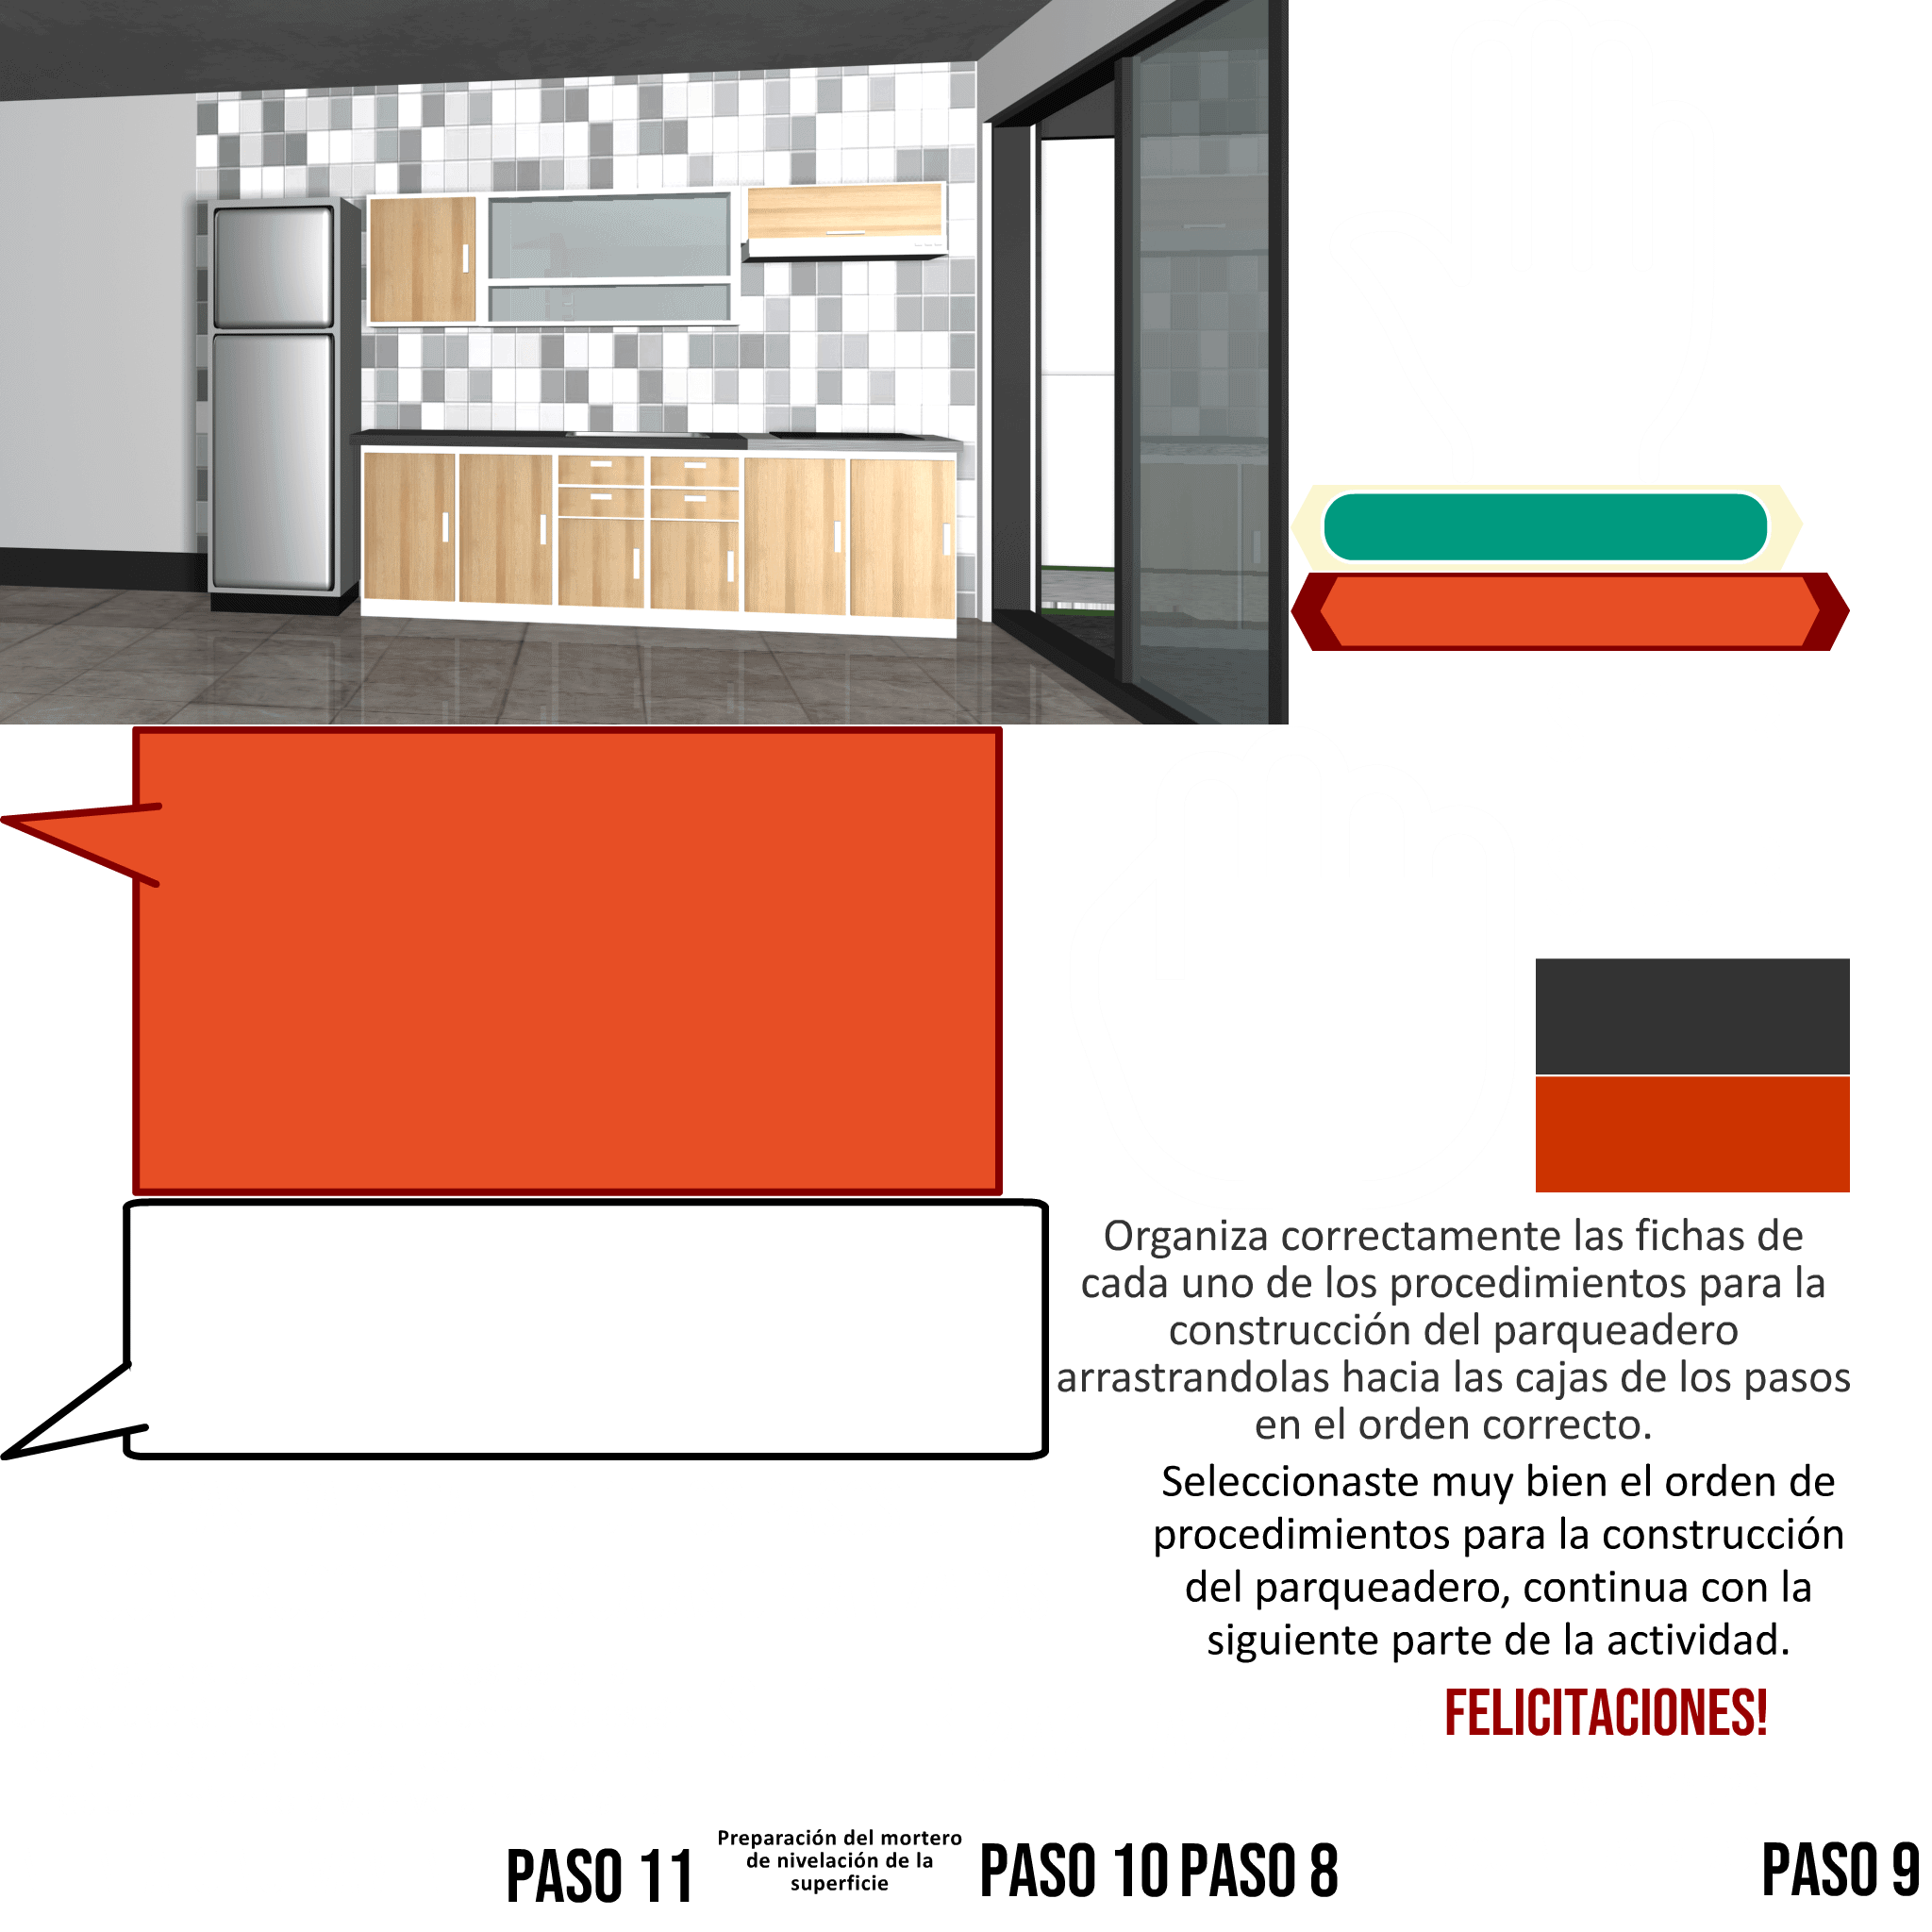 Organiza correctamente las fichas de
cada uno de los procedimientos para la
construcción del parqueadero
arrastrandolas hacia las cajas de los pasos
en el orden correcto.
Seleccionaste muy bien el orden de
procedimientos para la construcción
del parqueadero, continua con la
siguiente parte de la actividad.
FELICITACIONES!
PASO 11
Preparación del mortero
de nivelación de la
superficie
PASO 10
PASO 8
PASO 9